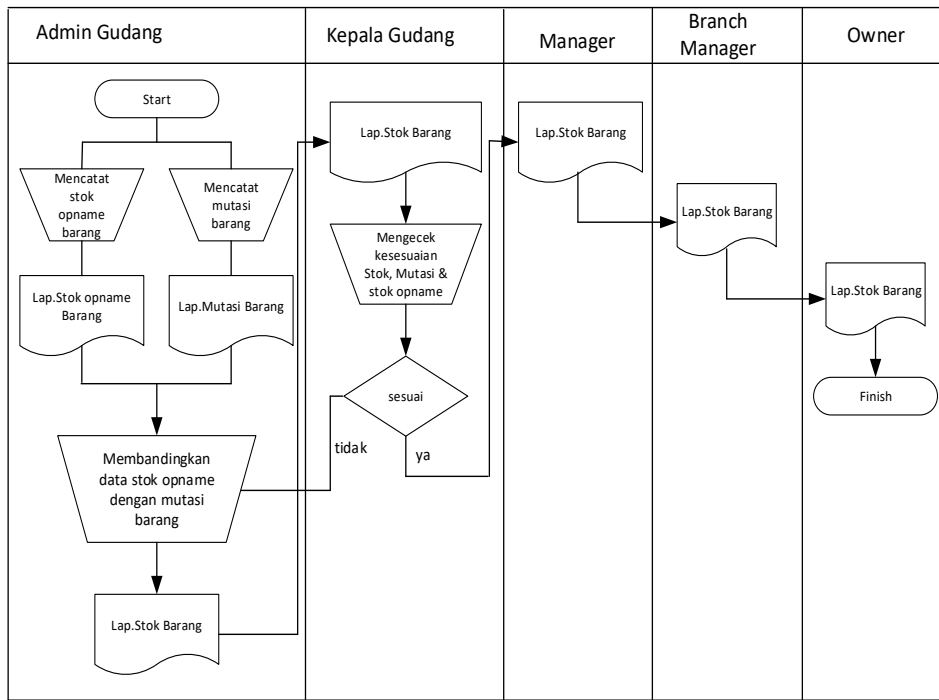 Admin Gudang
Kepala Gudang
Manager
Branch
Manager
Owner
Start
Mencatat
stok
opname
barang
Mencatat
mutasi
barang
Lap.Stok opname
Barang
Lap.Mutasi Barang
Membandingkan
data stok opname
dengan mutasi
barang
Lap.Stok Barang
Lap.Stok Barang
Mengecek
kesesuaian
Stok, Mutasi &
stok opname
sesuai
tidak
ya
Lap.Stok Barang
Lap.Stok Barang
Lap.Stok Barang
Finish